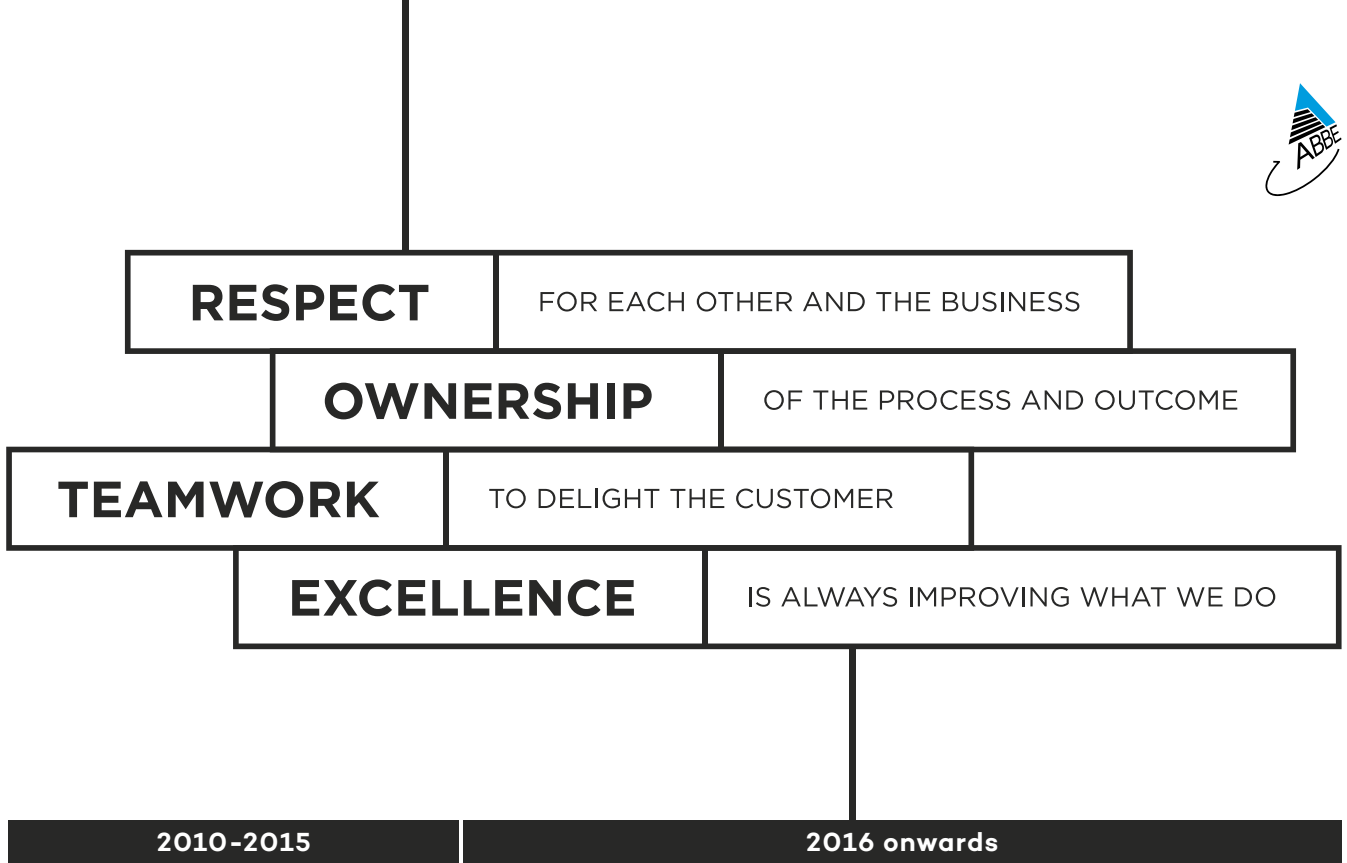 ABBE
RESPECT FOR EACH OTHER AND THE BUSINESS
OWNERSHIP OF THE PROCESS AND OUTCOME
TEAMWORK TO DELIGHT THE CUSTOMER
EXCELLENCE IS ALWAYS IMPROVING WHAT WE DO
2010-2015 2016 onwards